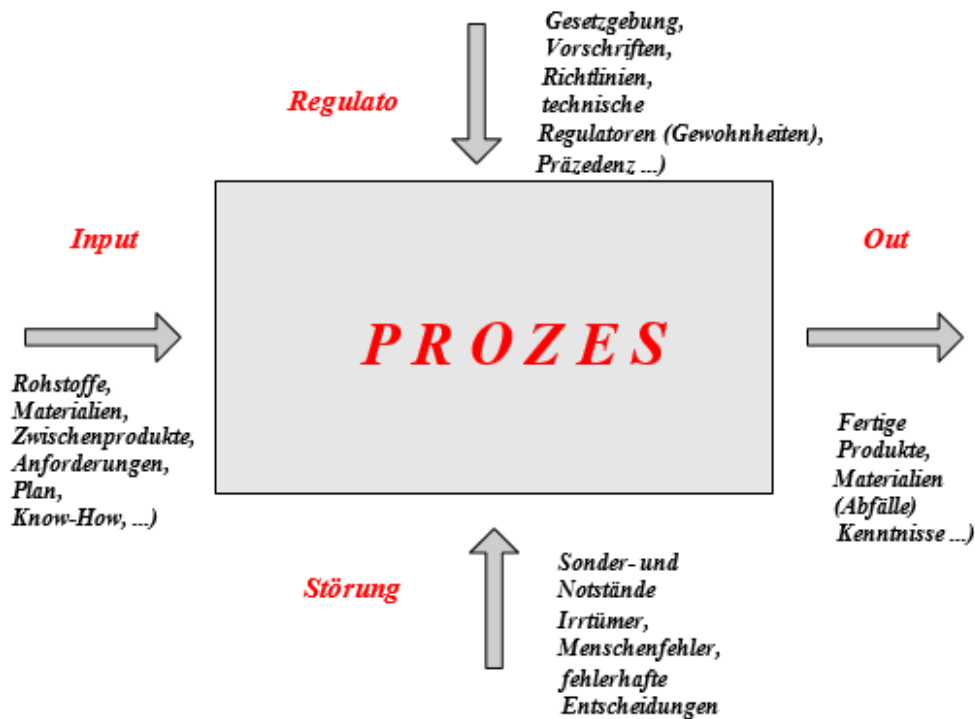 Gesetzgebung,
Vorschriften,
Richtlinien,
technische
Regulatoren (Gewohnheiten),
Präzedenz ...)
Regulato
Input
Out
PROZES
Rohstoffe,
Materialien,
Zwischenprodukte,
Anforderungen,
Plan,
Know-How, ...)
Fertige
Produkte,
Materialien
(Abfälle)
Kenntnisse ...)
Störung
Sonder- und
Notstände
Irrtümer,
Menschenfehler,
fehlerhafte
Entscheidungen